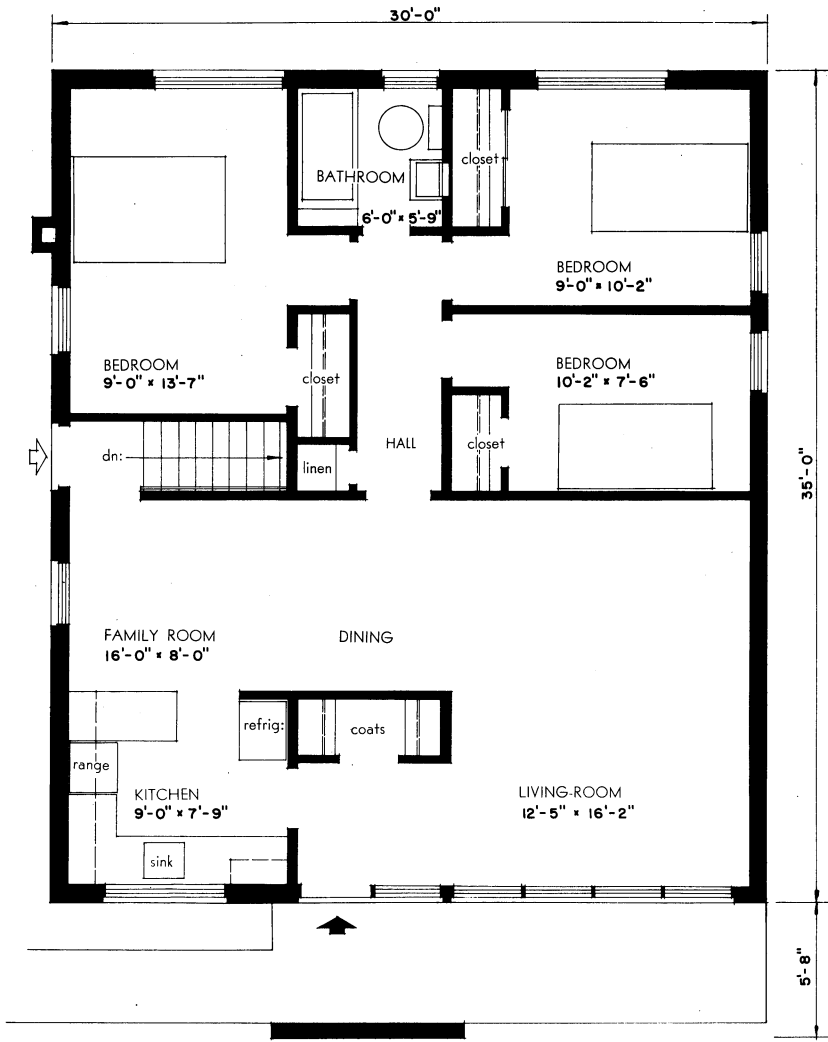 30'-0"
closet
BATHROOM
6'-0" x 5'-9"
BEDROOM
9'-0" x 10'-2"
BEDROOM
9'-0" x 13'-7"
closet
BEDROOM
10'-2" x 7'-6"
dn:
HALL
closet
linen
35'-0"
FAMILY ROOM
16'-0" x 8'-0"
DINING
refrig:
coats
range
KITCHEN
9'-0" x 7'-9"
LIVING-ROOM
12'-5" x 16'-2"
sink
5'-8"